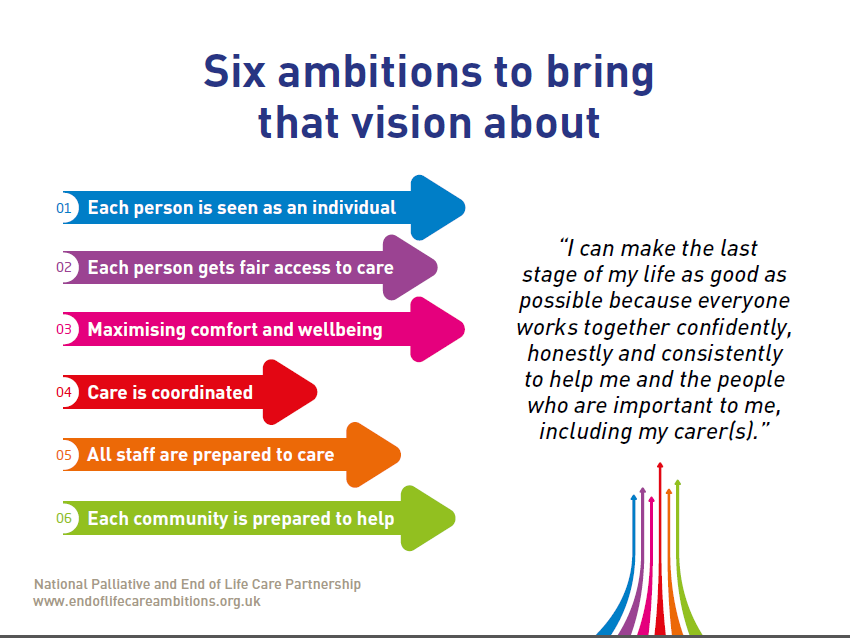 Six ambitions to bring
that vision about
01 Each person is seen as an individual
02 Each person gets fair access to care
03 Maximising comfort and wellbeing
04 Care is coordinated
05 All staff are prepared to care
06 Each community is prepared to help
“I can make the last
stage of my life as good as
possible because everyone
works together confidently,
honestly and consistently
to help me and the people
who are important to me,
including my carer(s).”
National Palliative and End of Life Care Partnership
www.endoflifecareambitions.org.uk